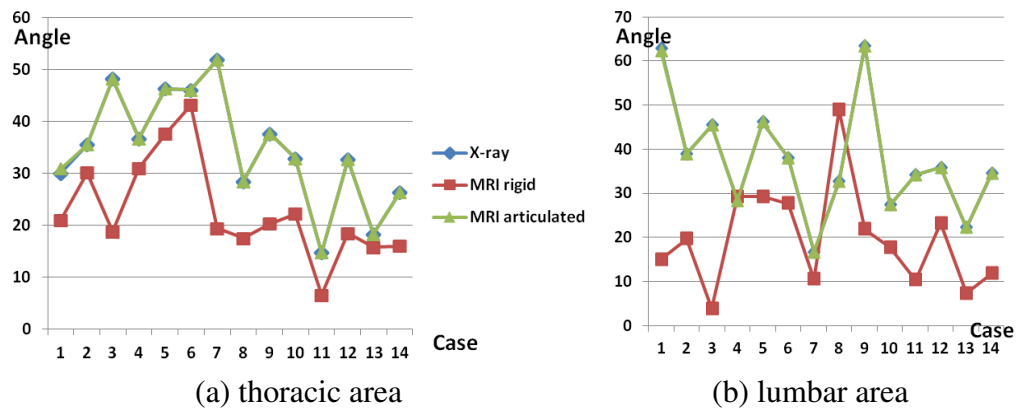 60
Angle
50
40
30
20
10
0
1 2 3 4 5 6 7 8 9 10 11 12 13 14
Case
X-ray
MRI rigid
MRI articulated
(a) thoracic area
70
Angle
60
50
40
30
20
10
0
Case
1 2 3 4 5 6 7 8 9 10 11 12 13 14
(b) lumbar area